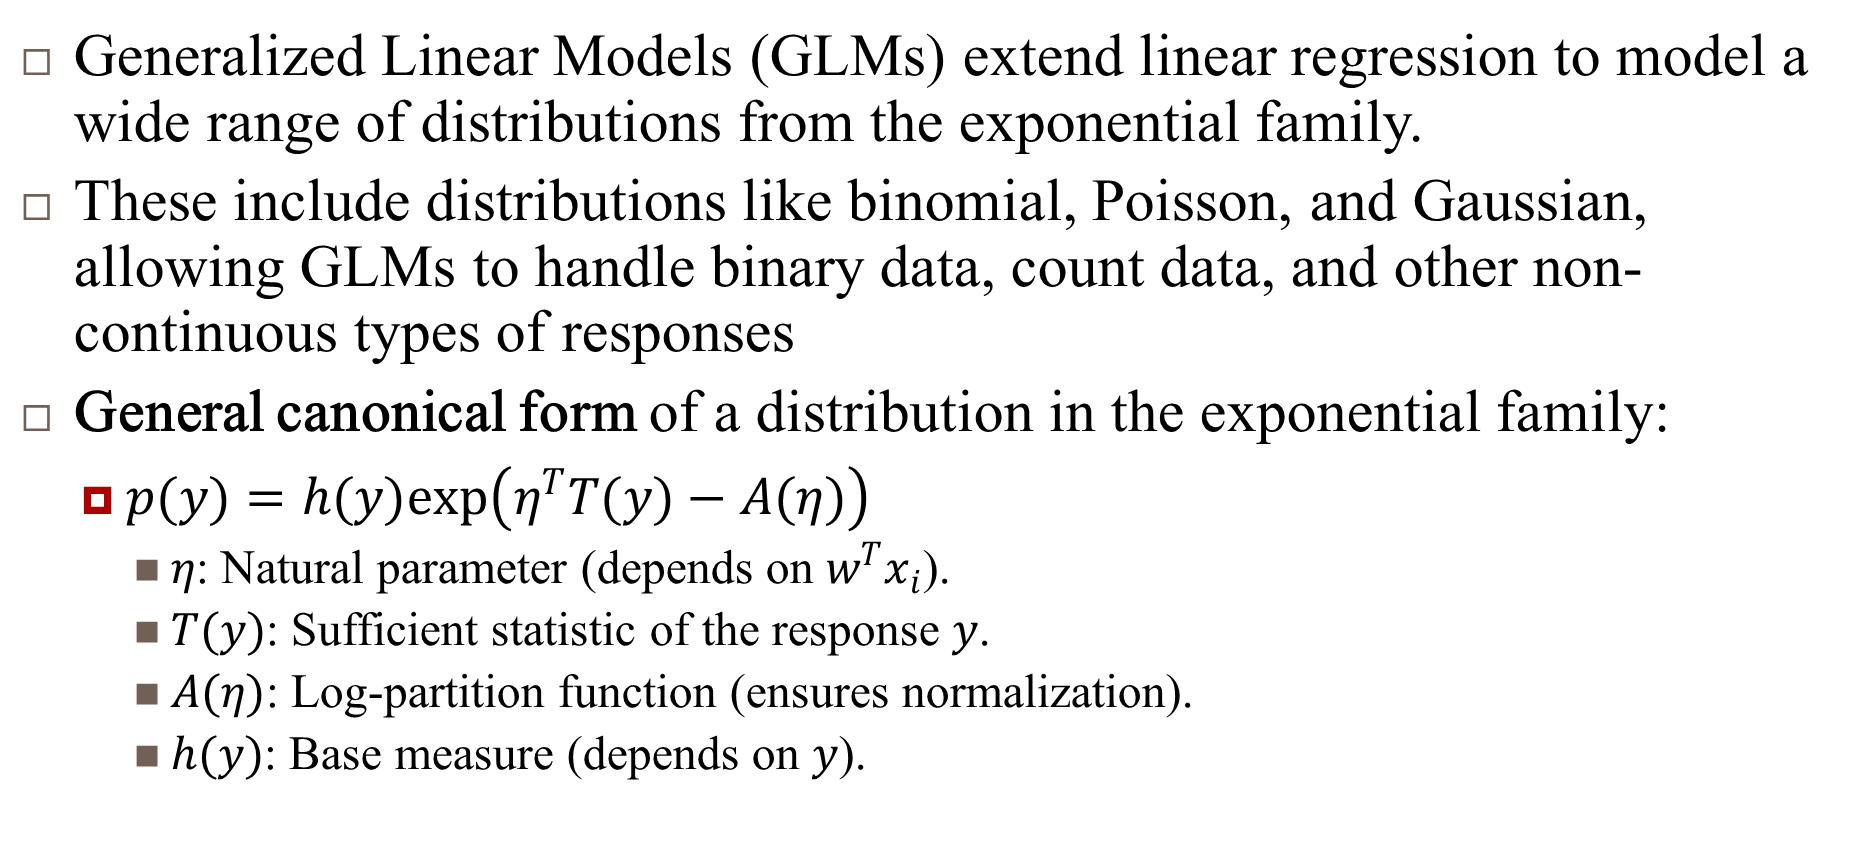 Generalized Linear Models (GLMs) extend linear regression to model a
wide range of distributions from the exponential family.
These include distributions like binomial, Poisson, and Gaussian,
allowing GLMs to handle binary data, count data, and other non-
continuous types of responses
General canonical form of a distribution in the exponential family:
p(y) = h(y)exp(η^T T(y) − A(η))
η: Natural parameter (depends on w^T x_i).
T(y): Sufficient statistic of the response y.
A(η): Log-partition function (ensures normalization).
h(y): Base measure (depends on y).